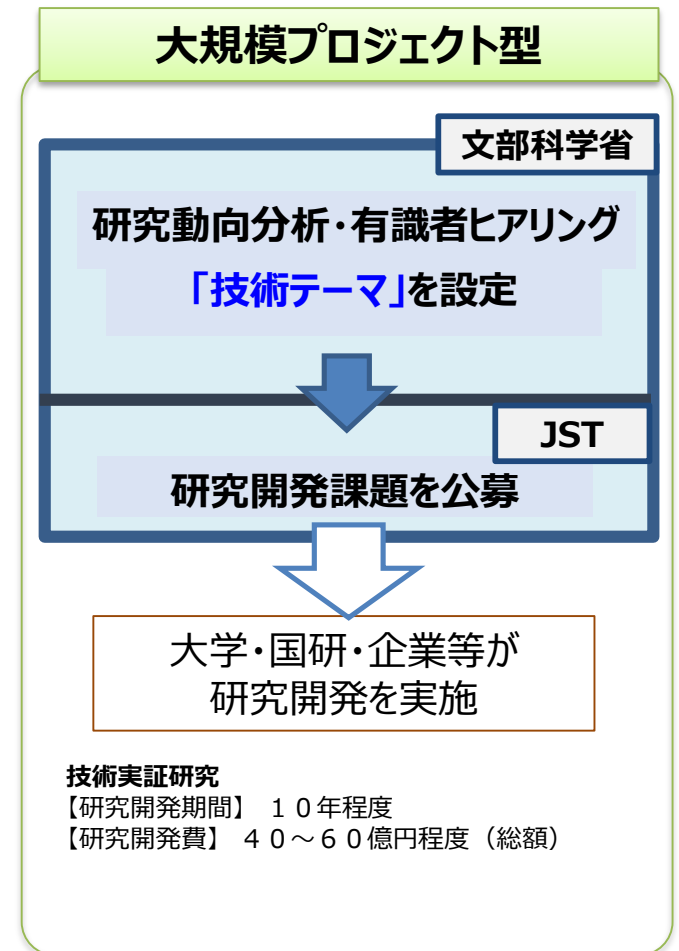 大規模プロジェクト型
文部科学省
研究動向分析・有識者ヒアリング
「技術テーマ」を設定
JST
研究開発課題を公募
大学・国研・企業等が
研究開発を実施
技術実証研究
【研究開発期間】 １０年程度
【研究開発費】 ４０～６０億円程度（総額）